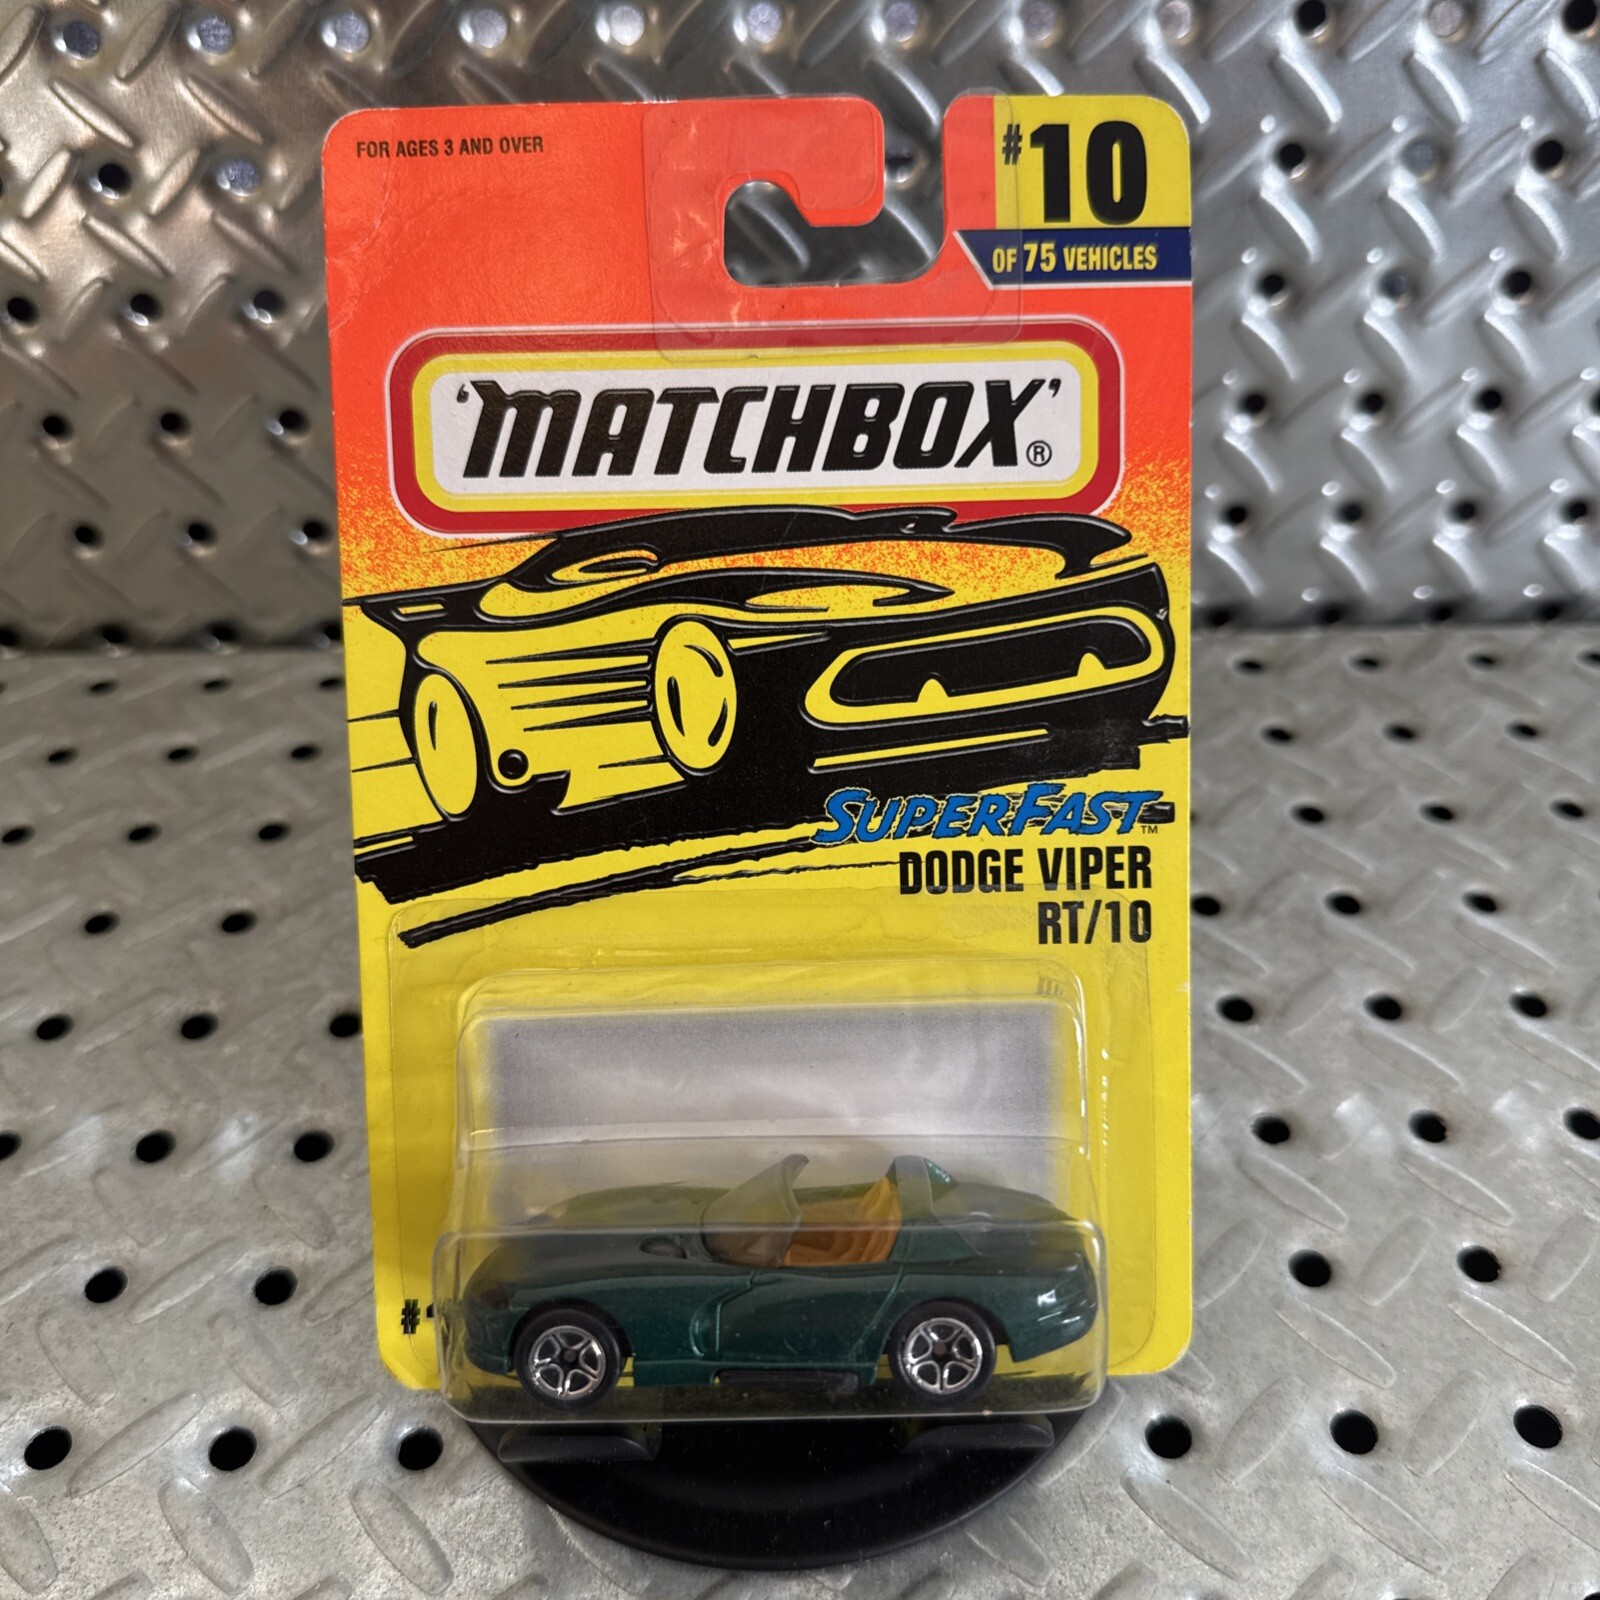 FOR AGES 3 AND OVER
#10
OF 75 VEHICLES
'MATCHBOX'®
SUPERFAST™
DODGE VIPER
RT/10
#